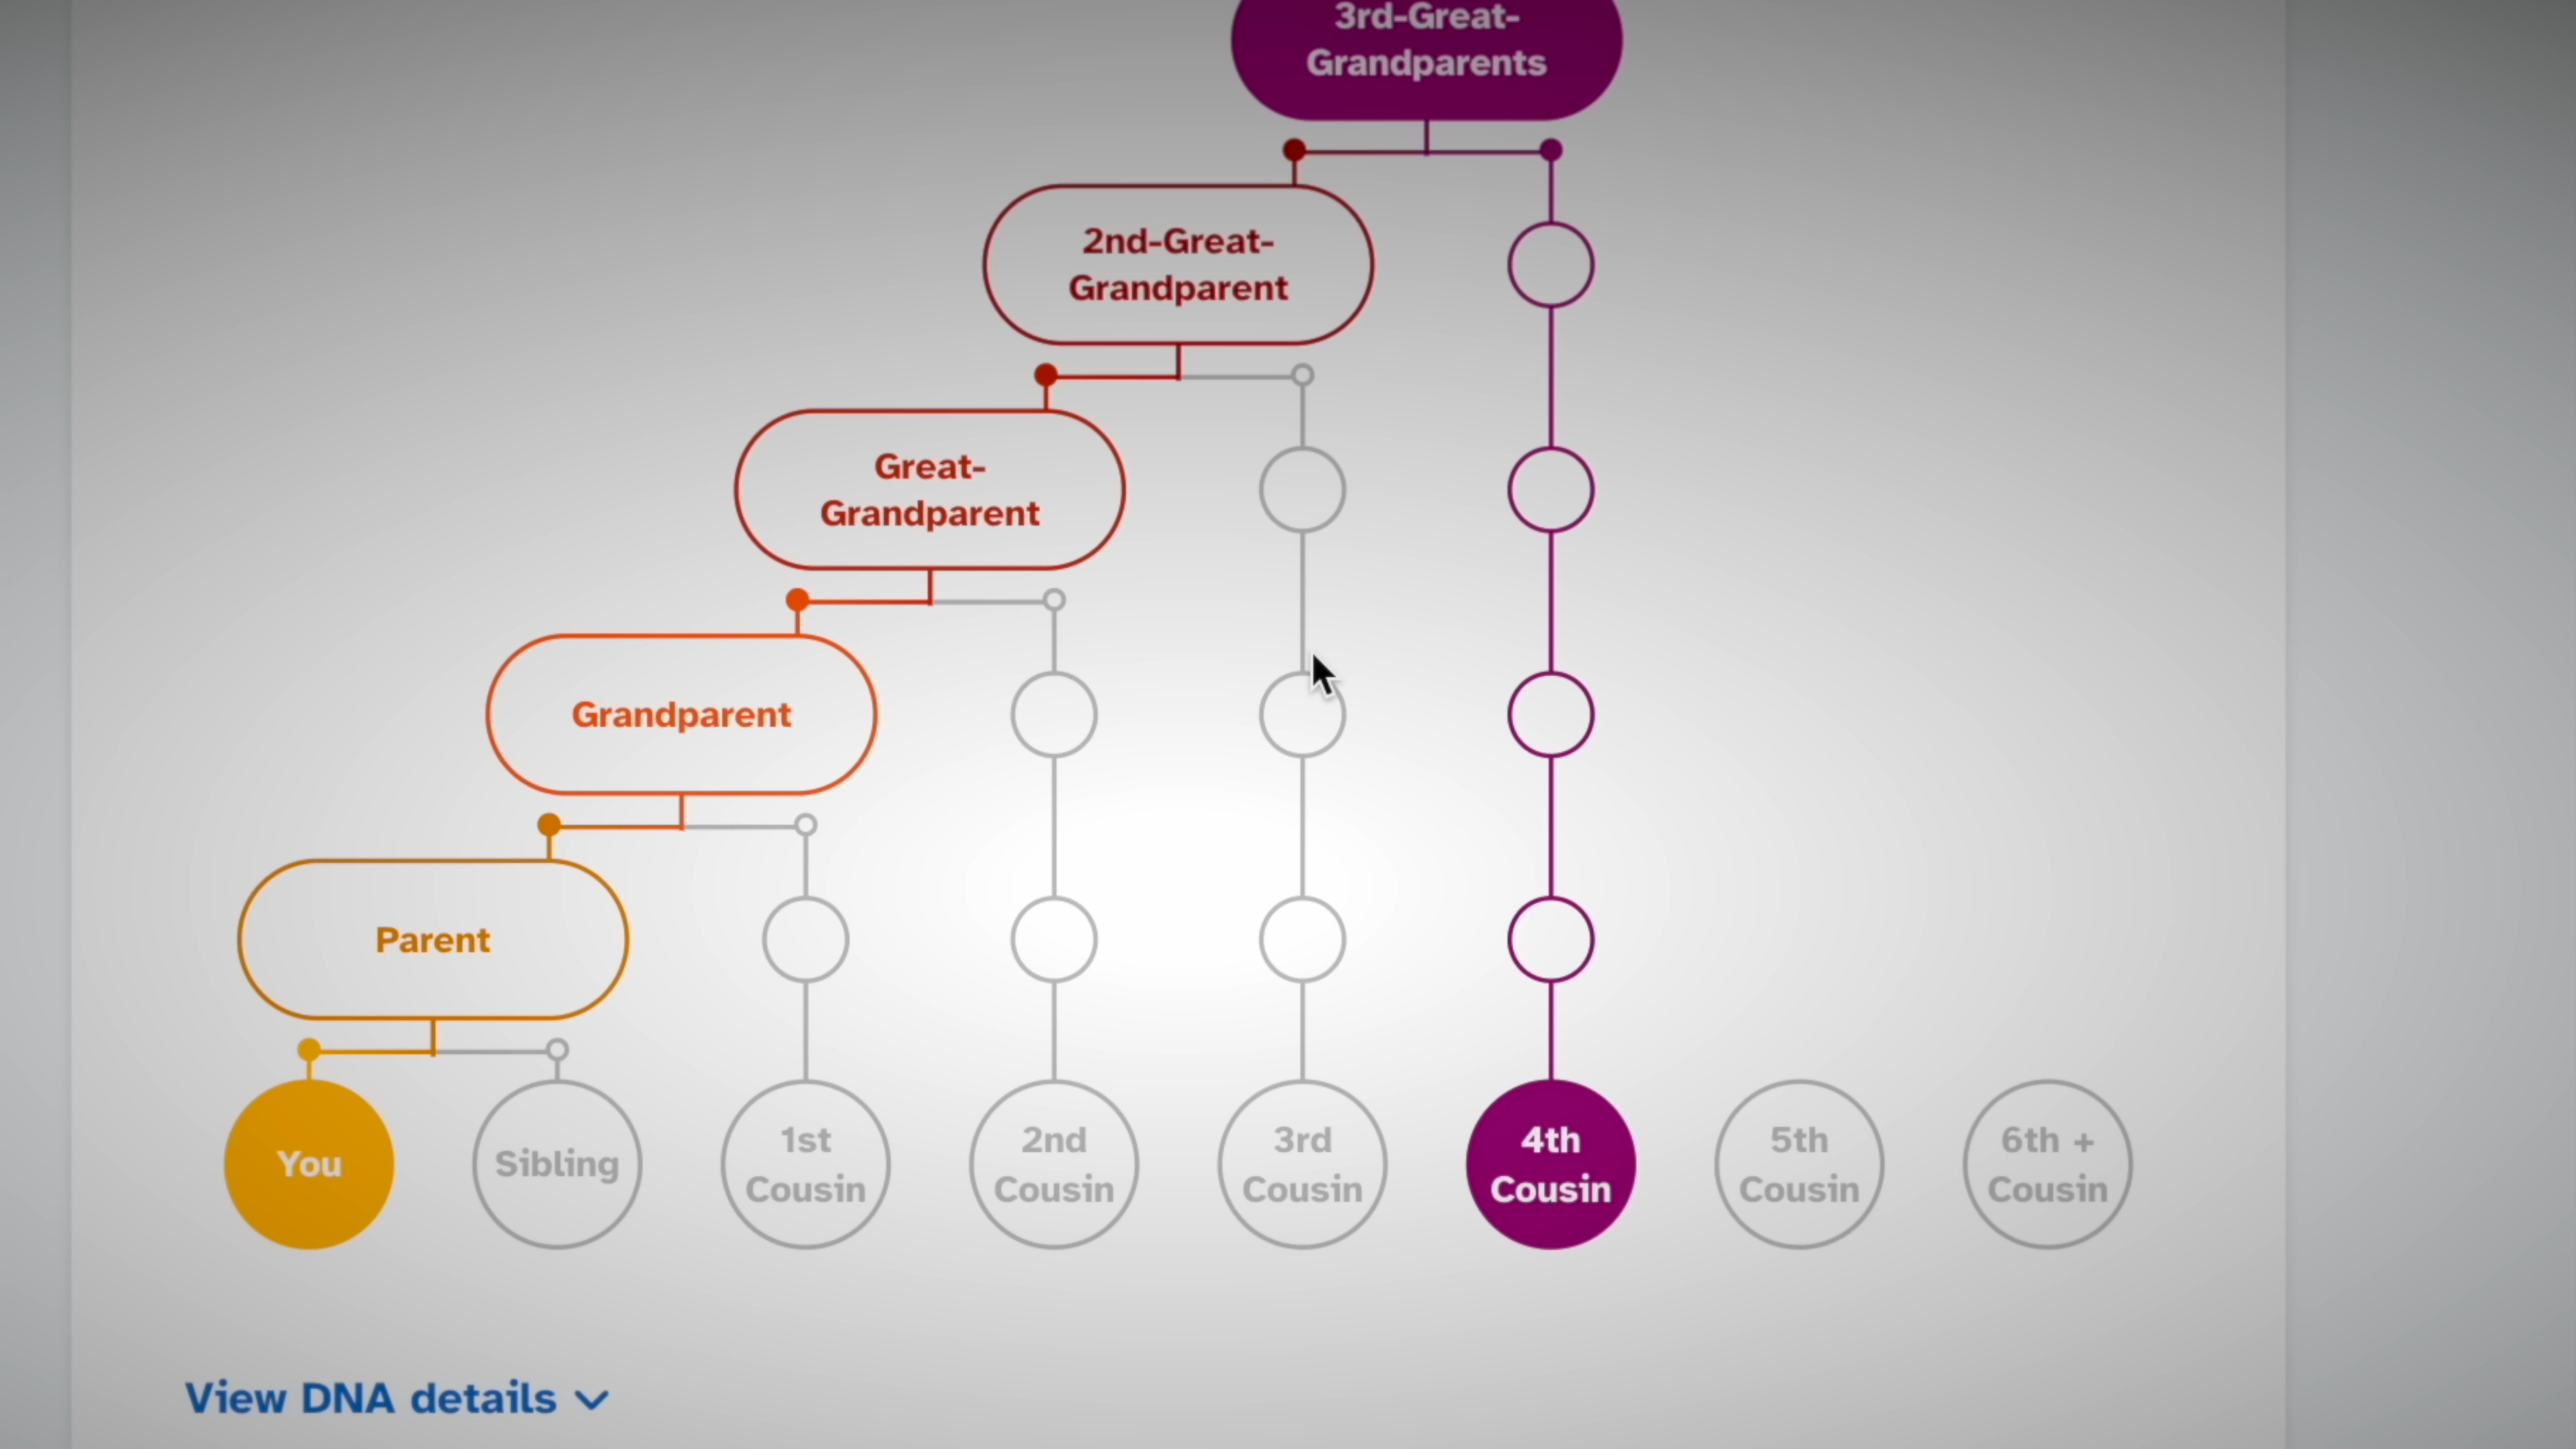 3rd-Great-
Grandparents
2nd-Great-
Grandparent
Great-
Grandparent
Grandparent
Parent
You
Sibling
1st
Cousin
2nd
Cousin
3rd
Cousin
4th
Cousin
5th
Cousin
6th +
Cousin
View DNA details